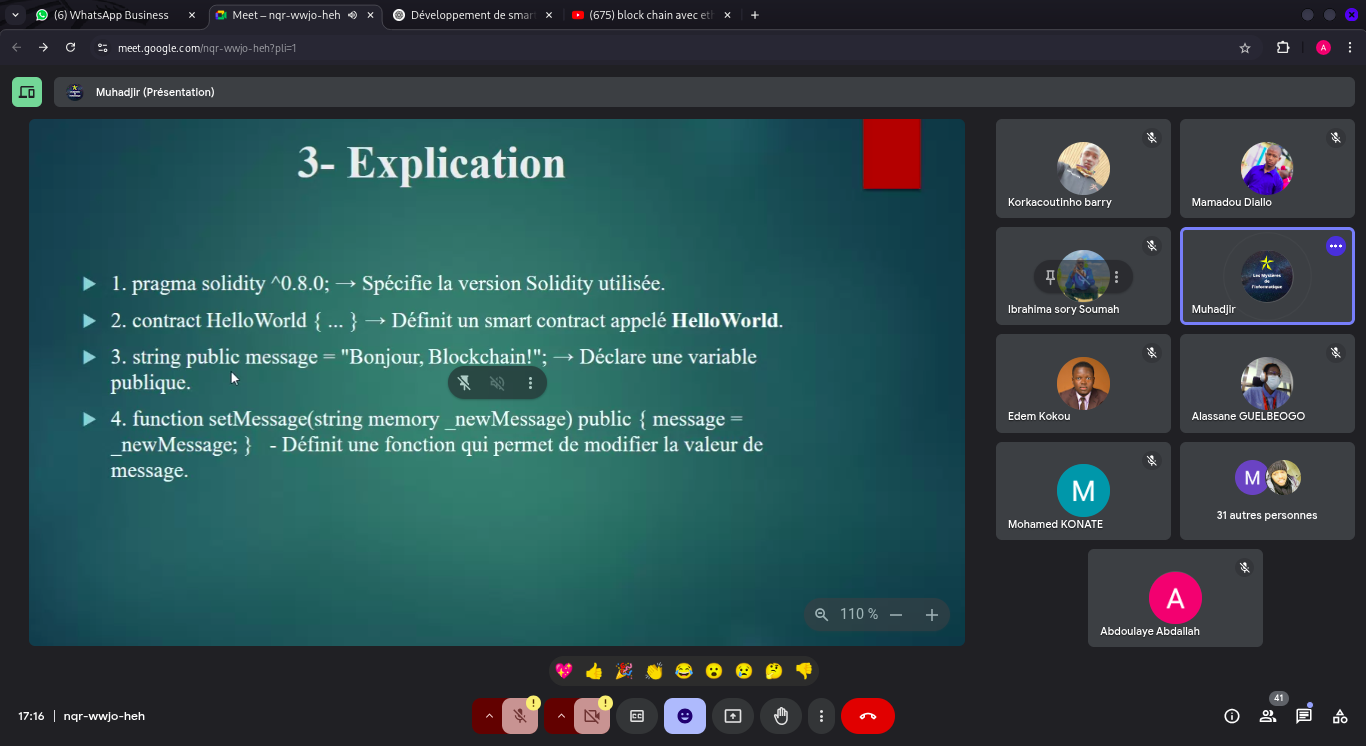 (6) WhatsApp Business
Meet – nqr-wwjo-heh
Développement de smar
(675) block chain avec et
meet.google.com/nqr-wwjo-heh?pli=1
A
Muhadjir (Présentation)
3- Explication
1. pragma solidity ^0.8.0; → Spécifie la version Solidity utilisée.
2. contract HelloWorld { ... } → Définit un smart contract appelé HelloWorld.
3. string public message = "Bonjour, Blockchain!"; → Déclare une variable
publique.
4. function setMessage(string memory _newMessage) public { message =
_newMessage; } - Définit une fonction qui permet de modifier la valeur de
message.
110 %
Korkacoutinho barry
Mamadou Diallo
Ibrahima sory Soumah
Les Mystères
de
l'informatique
Muhadjir
Edem Kokou
Alassane GUELBEOGO
M
Mohamed KONATE
M
31 autres personnes
A
Abdoulaye Abdallah
17:16 | nqr-wwjo-heh
CC
41